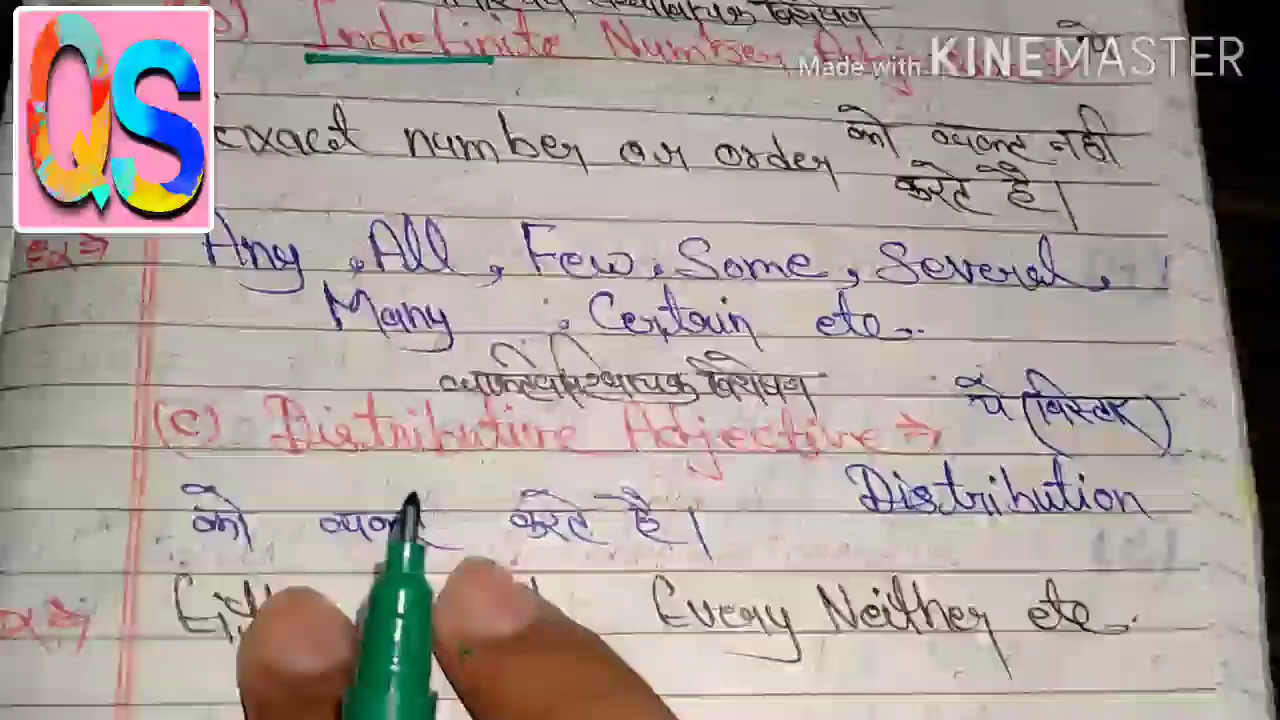 QS
Made with KINEMASTER
(b) Indefinite Number Adj ये
exact number or order को व्यक्त नही
करते है।
Ex ⇒ Any, All, Few, Some, Several,
Many, Certain etc..
(c) Distributive Adjective ⇒ ये (विस्तार)
को व्यक्त करते है। Distribution
Every Neither etc.